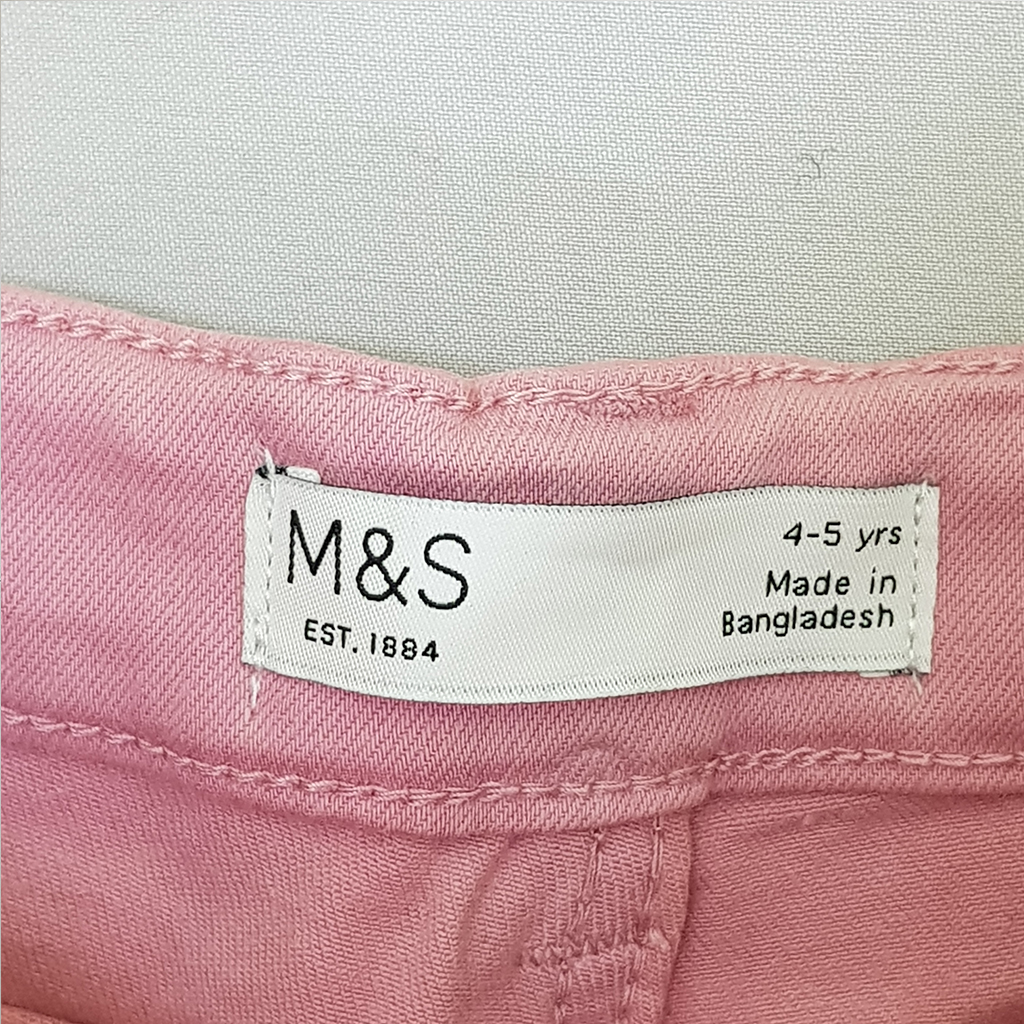 M&S
EST. 1884
4-5 yrs
Made in
Bangladesh